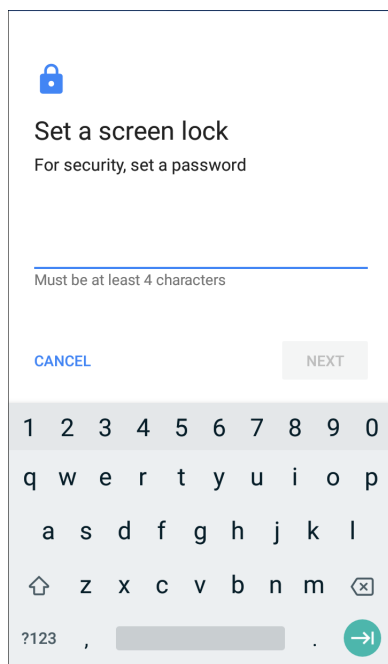 Set a screen lock
For security, set a password
Must be at least 4 characters
CANCEL NEXT
1 2 3 4 5 6 7 8 9 0
q w e r t y u i o p
a s d f g h j k l
z x c v b n m
?123 , .